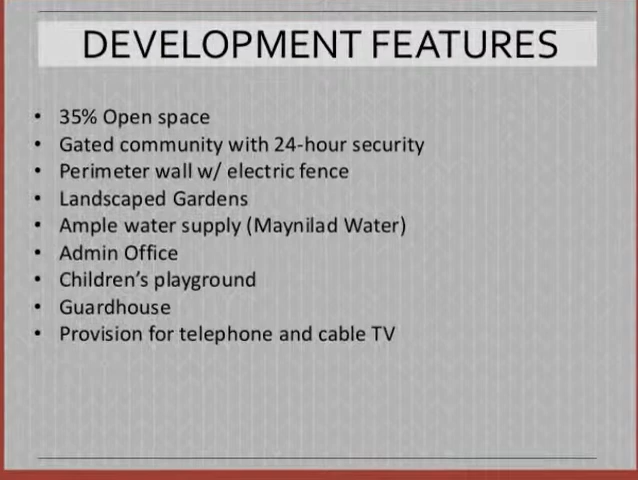 DEVELOPMENT FEATURES
• 35% Open space
• Gated community with 24-hour security
• Perimeter wall w/ electric fence
• Landscaped Gardens
• Ample water supply (Maynilad Water)
• Admin Office
• Children’s playground
• Guardhouse
• Provision for telephone and cable TV